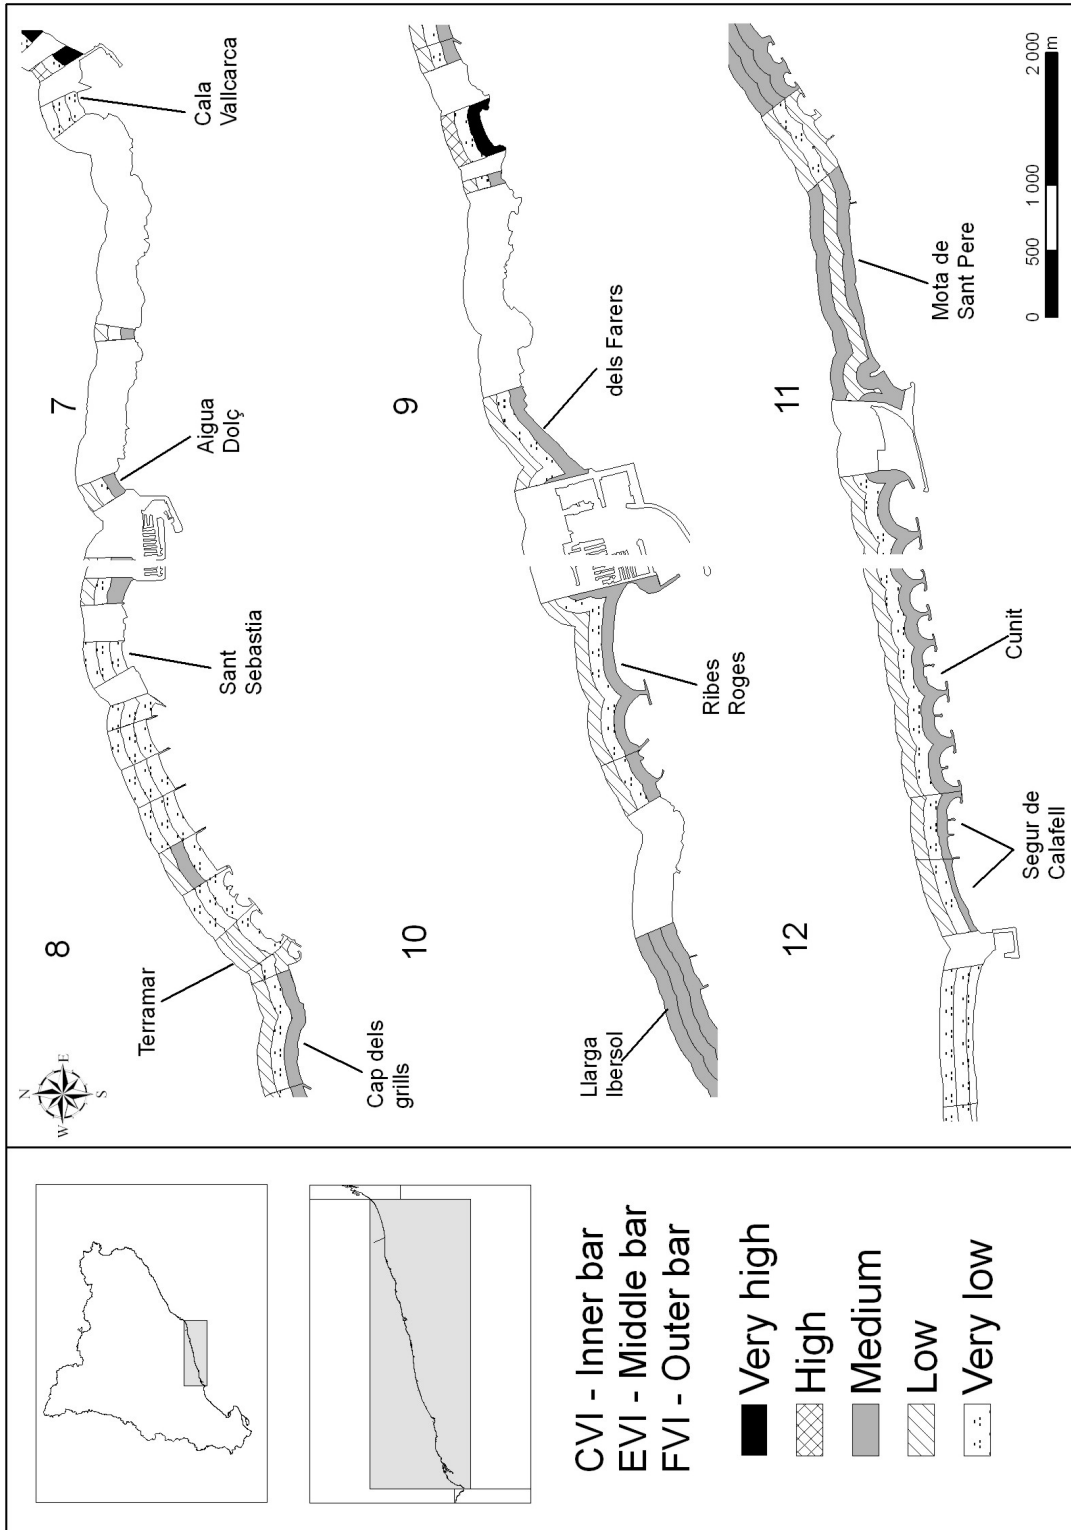 7
Cala
Vallcarca
Aigua
Dolç
8
Sant
Sebastia
Terramar
Cap dels
grills
N
E
S
W
9
dels Farers
10
Ribes
Roges
Llarga
Ibersol
11
Mota de
Sant Pere
12
Cunit
Segur de
Calafell
0 500 1 000 2 000
m
CVI - Inner bar
EVI - Middle bar
FVI - Outer bar
Very high
High
Medium
Low
Very low